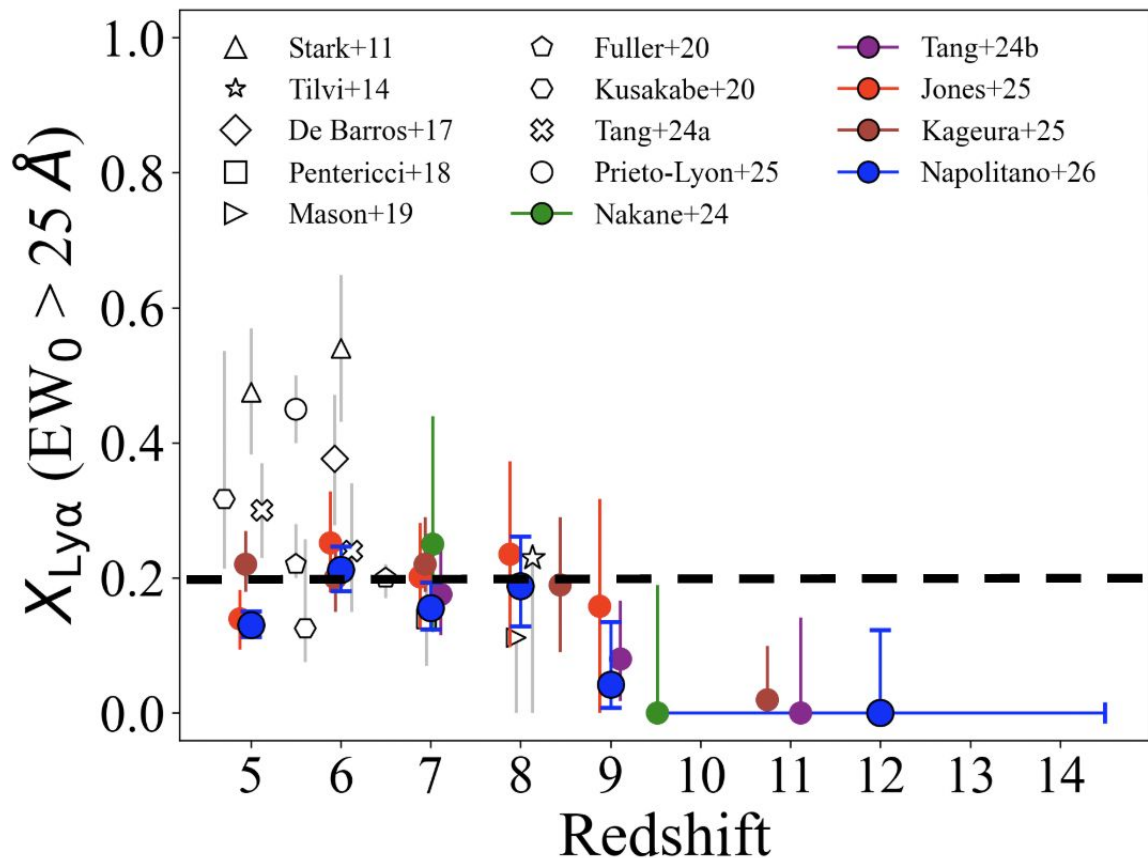 1.0
0.8
0.6
0.4
0.2
0.0
X_Lyα (EW₀ > 25 Å)
Stark+11
Tilvi+14
De Barros+17
Pentericci+18
Mason+19
Fuller+20
Kusakabe+20
Tang+24a
Prieto-Lyon+25
Nakane+24
Tang+24b
Jones+25
Kageura+25
Napolitano+26
5 6 7 8 9 10 11 12 13 14
Redshift